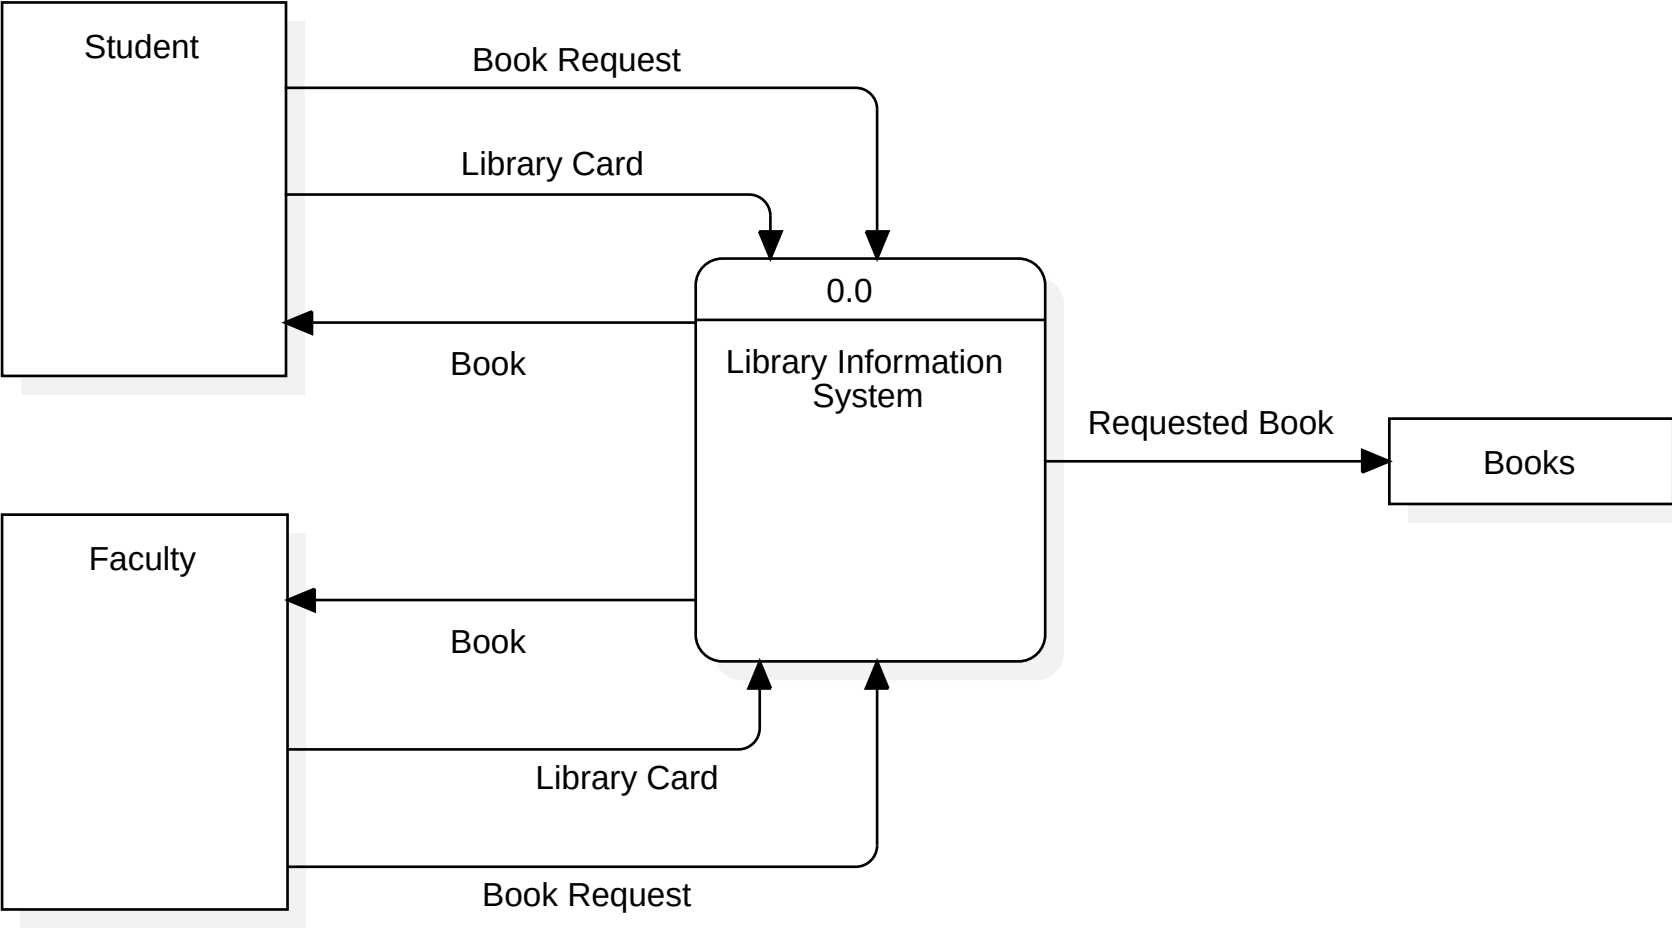 Student
Book Request
Library Card
0.0
Book
Library Information
System
Requested Book
Books
Faculty
Book
Library Card
Book Request